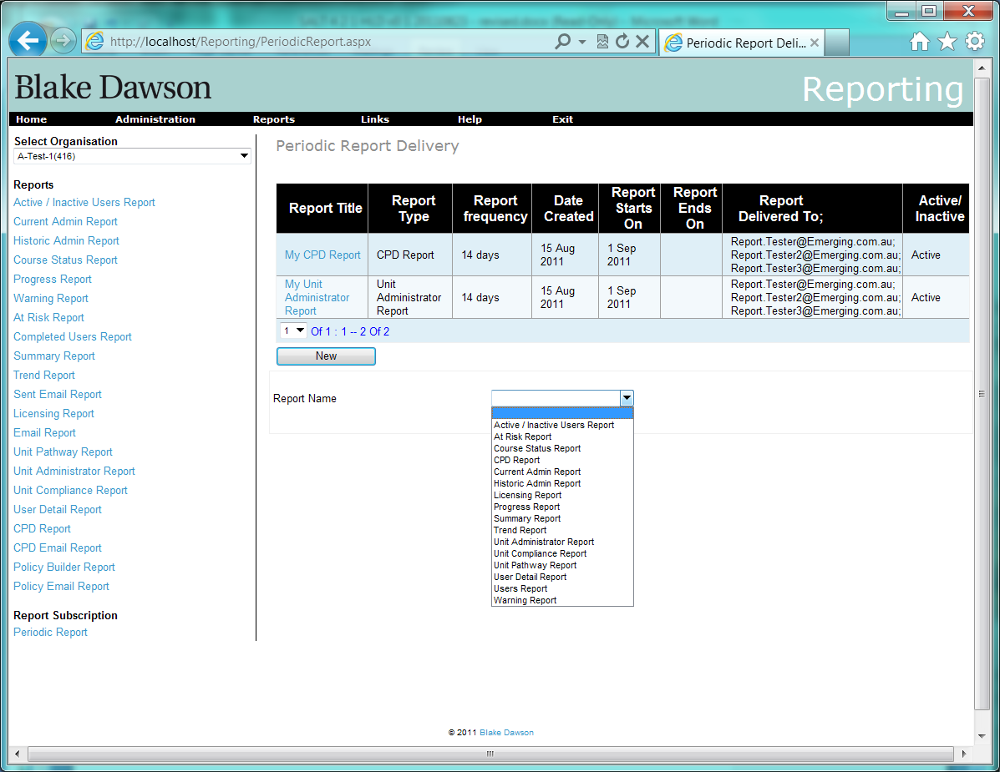 http://localhost/Reporting/PeriodicReport.aspx
Periodic Report Deli...
Blake Dawson
Reporting
Home Administration Reports Links Help Exit
Select Organisation
A-Test-1(416)
Reports
Active / Inactive Users Report
Current Admin Report
Historic Admin Report
Course Status Report
Progress Report
Warning Report
At Risk Report
Completed Users Report
Summary Report
Trend Report
Sent Email Report
Licensing Report
Email Report
Unit Pathway Report
Unit Administrator Report
Unit Compliance Report
User Detail Report
CPD Report
CPD Email Report
Policy Builder Report
Policy Email Report
Report Subscription
Periodic Report
Periodic Report Delivery
Report Title
Report
Type
Report
frequency
Date
Created
Report
Starts
On
Report
Ends
On
Report
Delivered To;
Active/
Inactive
My CPD Report
CPD Report
14 days
15 Aug
2011
1 Sep
2011
Report.Tester@Emerging.com.au;
Report.Tester2@Emerging.com.au;
Report.Tester3@Emerging.com.au;
Active
My Unit
Administrator
Report
Unit
Administrator
Report
14 days
15 Aug
2011
1 Sep
2011
Report.Tester@Emerging.com.au;
Report.Tester2@Emerging.com.au;
Report.Tester3@Emerging.com.au;
Active
1 Of 1 : 1 -- 2 Of 2
New
Report Name
Active / Inactive Users Report
At Risk Report
Course Status Report
CPD Report
Current Admin Report
Historic Admin Report
Licensing Report
Progress Report
Summary Report
Trend Report
Unit Administrator Report
Unit Compliance Report
Unit Pathway Report
User Detail Report
Users Report
Warning Report
© 2011 Blake Dawson